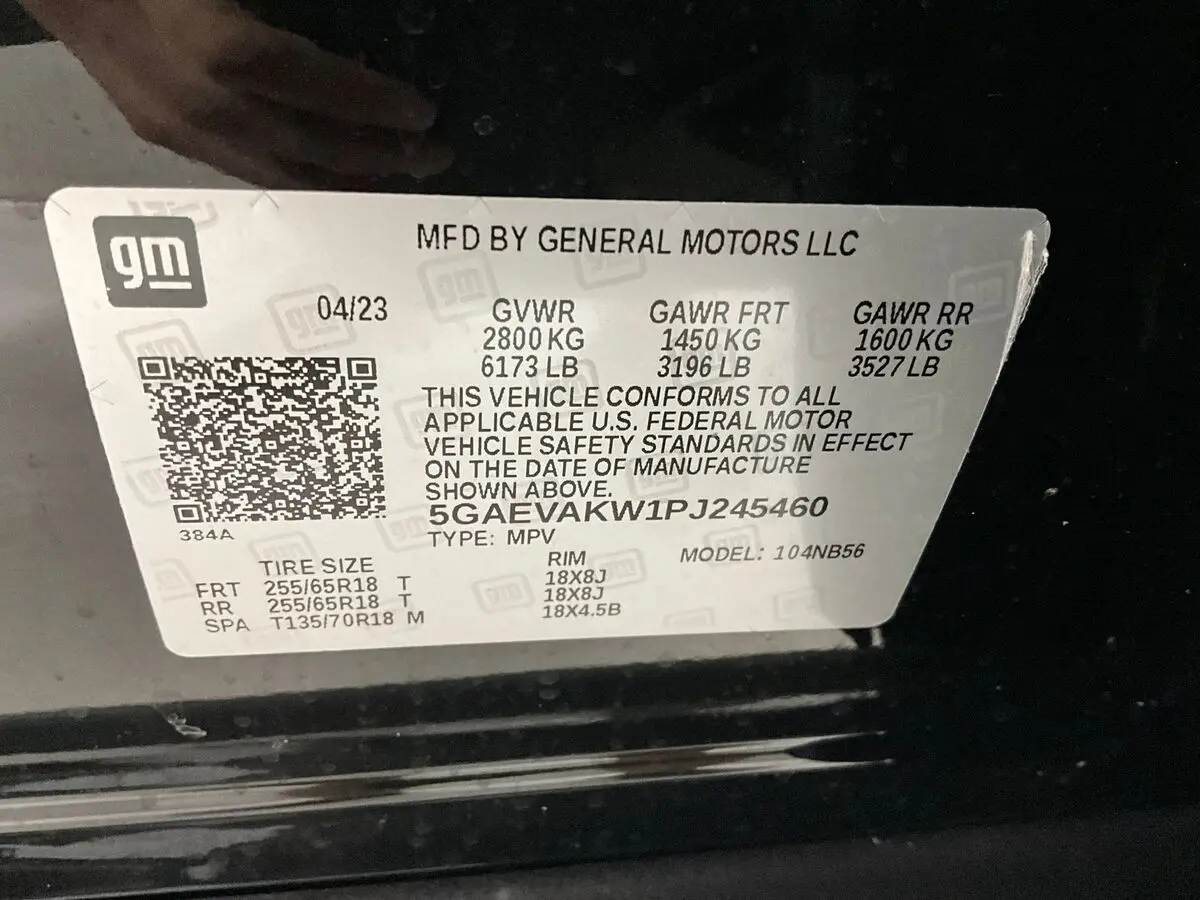 gm
MFD BY GENERAL MOTORS LLC
04/23 GVWR GAWR FRT GAWR RR
2800 KG 1450 KG 1600 KG
6173 LB 3196 LB 3527 LB
THIS VEHICLE CONFORMS TO ALL
APPLICABLE U.S. FEDERAL MOTOR
VEHICLE SAFETY STANDARDS IN EFFECT
ON THE DATE OF MANUFACTURE
SHOWN ABOVE.
5GAEVAKW1PJ245460
384A
TYPE: MPV
MODEL: 104NB56
TIRE SIZE RIM
FRT 255/65R18 T 18X8J
RR 255/65R18 T 18X8J
SPA T135/70R18 M 18X4.5B